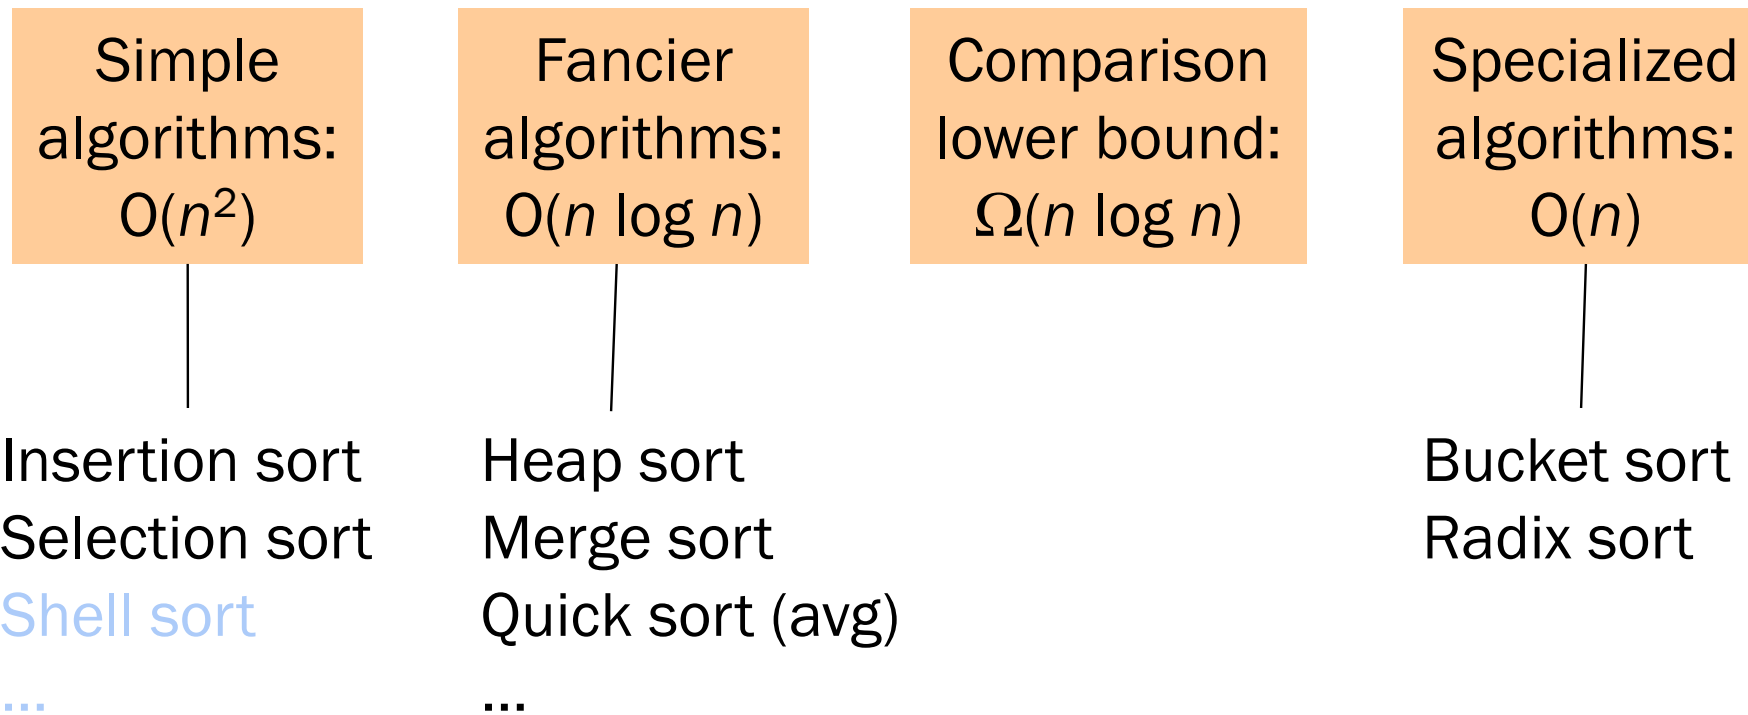 Simple
algorithms:
O(n²)
Fancier
algorithms:
O(n log n)
Comparison
lower bound:
Ω(n log n)
Specialized
algorithms:
O(n)
Insertion sort
Selection sort
Shell sort
...
Heap sort
Merge sort
Quick sort (avg)
...
Bucket sort
Radix sort